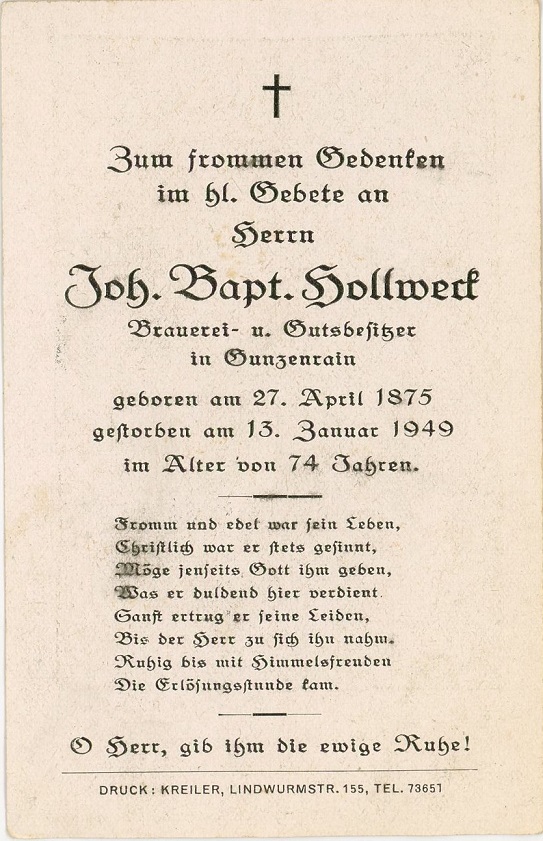 Zum frommen Gedenken
im hl. Gebete an
Herrn
Joh. Bapt. Hollweck
Brauerei- u. Gutsbesitzer
in Gunzenrain
geboren am 27. April 1875
gestorben am 13. Januar 1949
im Alter von 74 Jahren.
Fromm und edel war sein Leben,
Christlich war er stets gesinnt,
Möge jenseits Gott ihm geben,
Was er duldend hier verdient.
Sanft ertrug er seine Leiden,
Bis der Herr zu sich ihn nahm.
Ruhig bis mit Himmelsfreuden
Die Erlösungsstunde kam.
O Herr, gib ihm die ewige Ruhe!
DRUCK: KREILER, LINDWURMSTR. 155, TEL. 73651